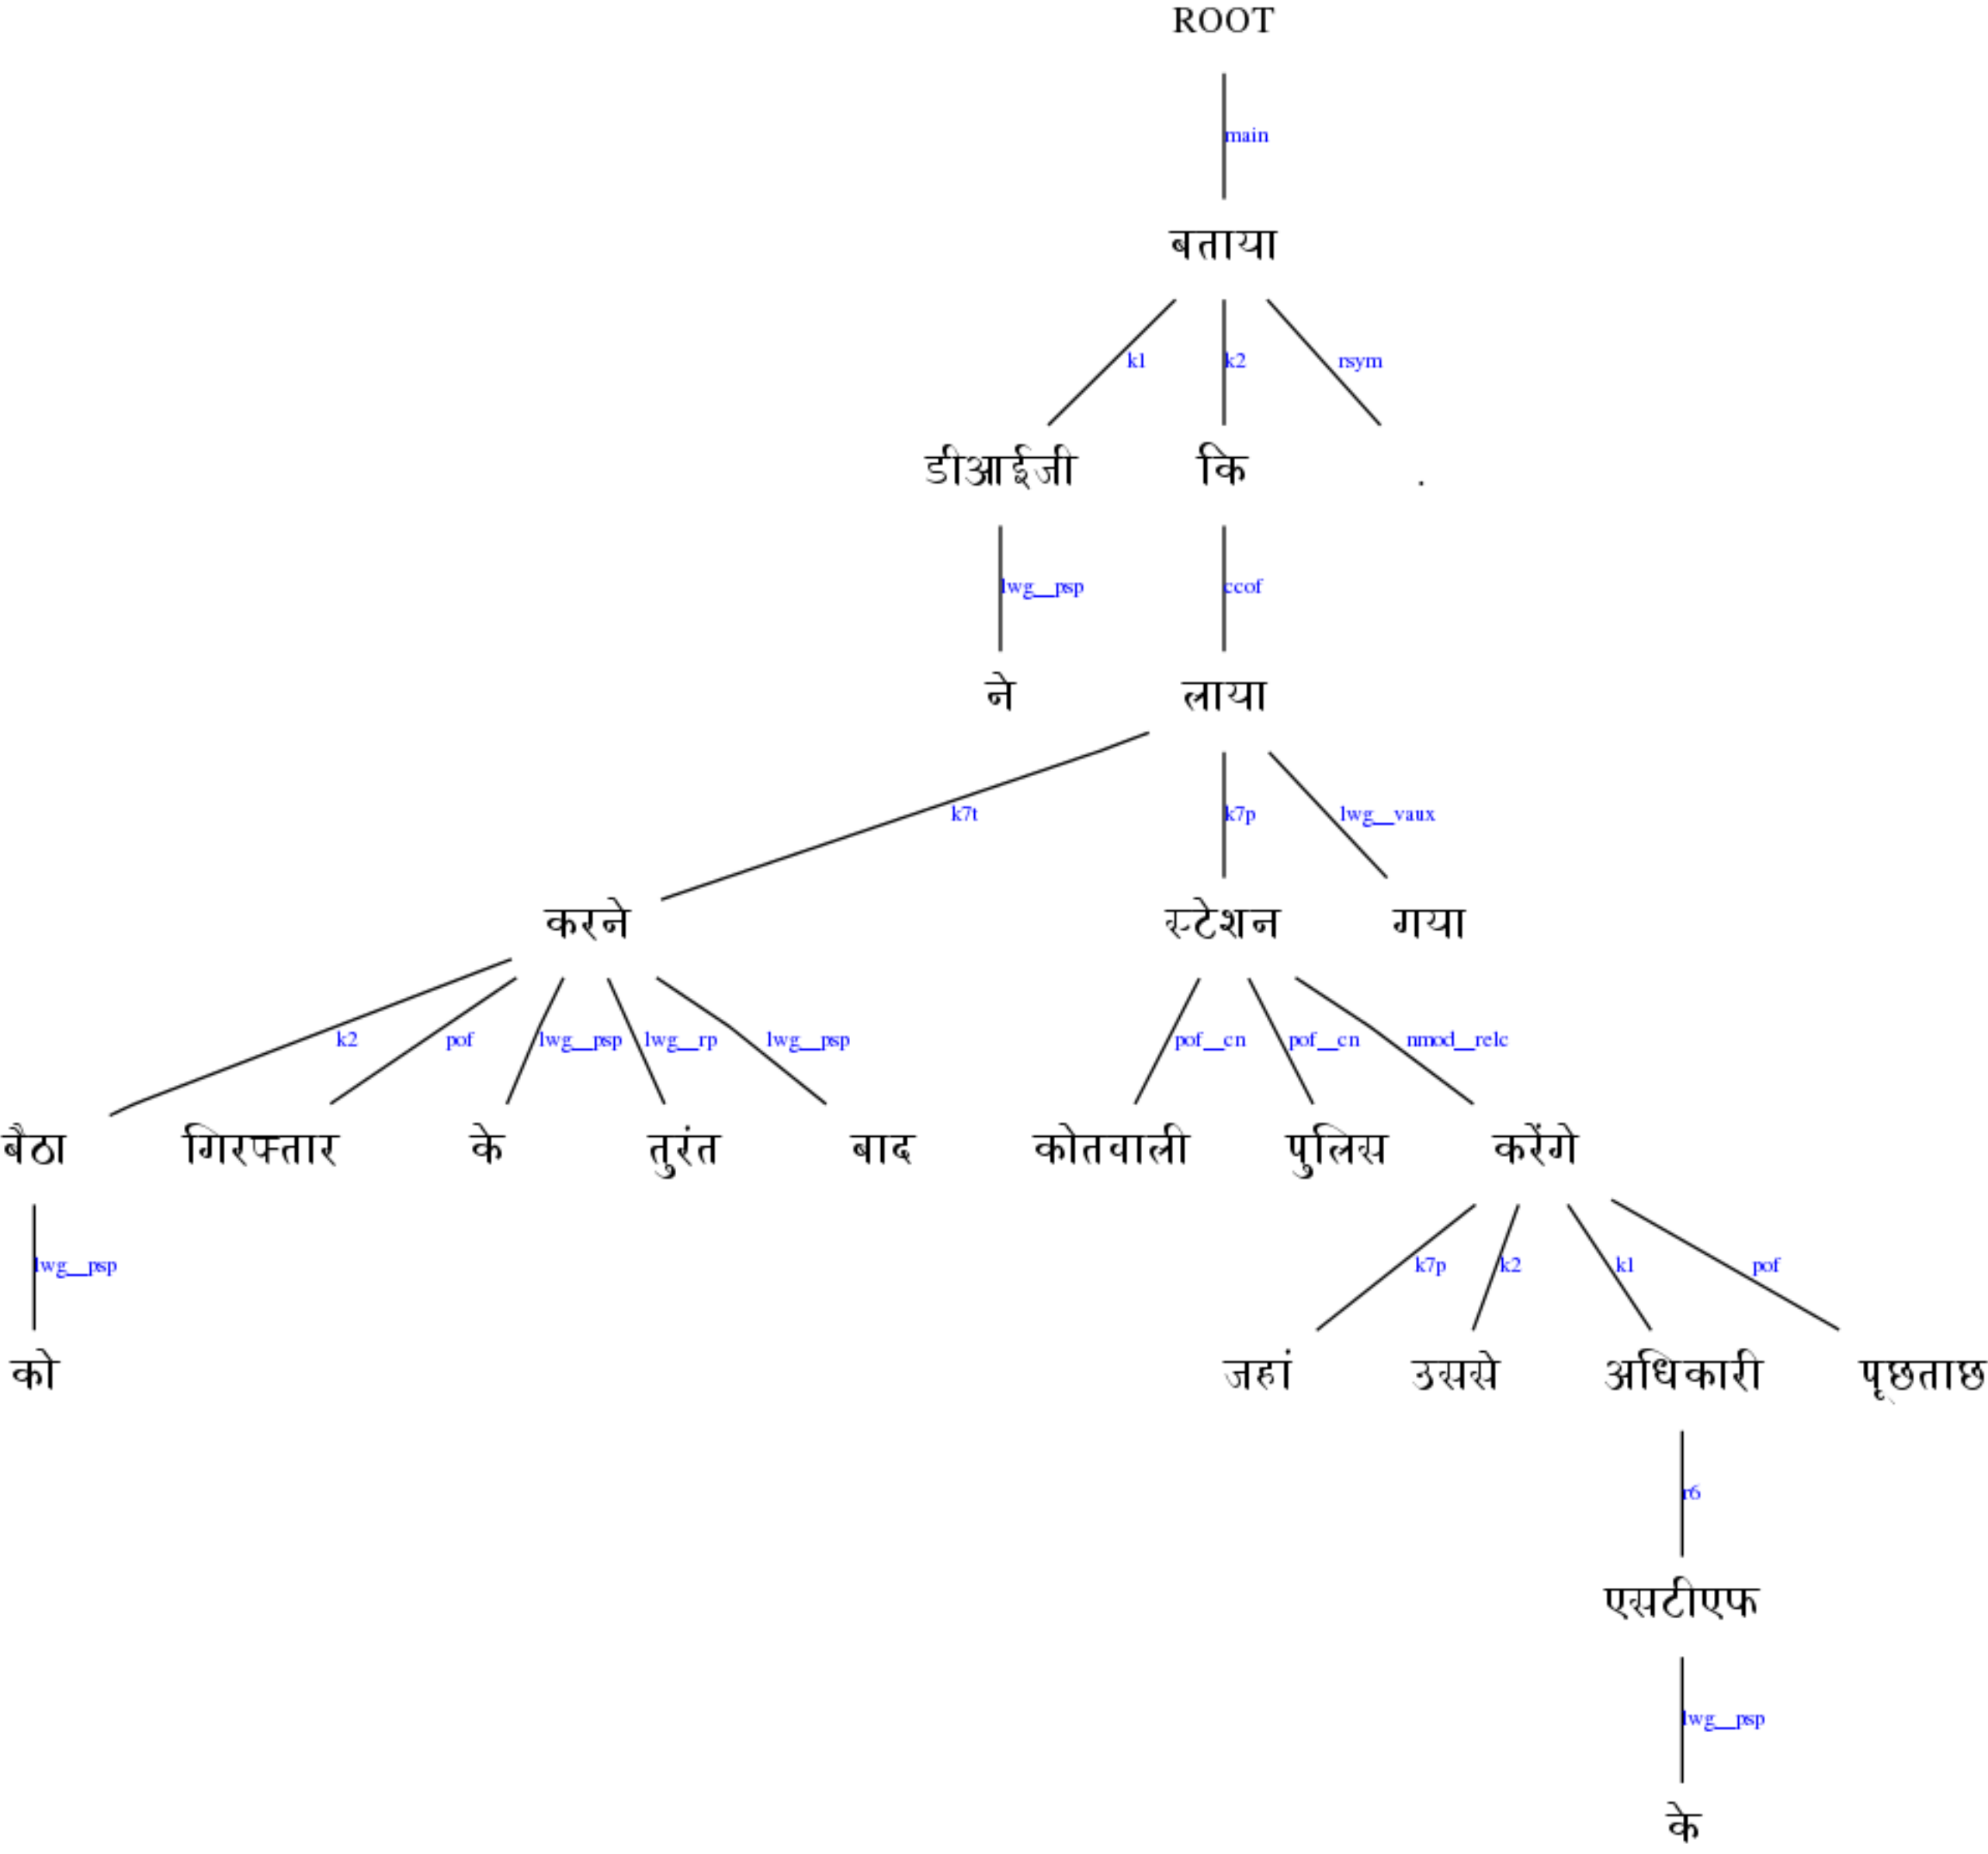 ROOT
main
बताया
k1 k2 rsym
डीआईजी कि .
lwg__psp ccof
ने लाया
k7t k7p lwg__vaux
करने स्टेशन गया
k2 pof lwg__psp lwg__rp lwg__psp pof__cn pof__cn nmod__relc
बैठा गिरफ्तार के तुरंत बाद कोतवाली पुलिस करेंगे
lwg__psp k7p k2 k1 pof
को जहां उससे अधिकारी पूछताछ
r6
एसटीएफ
lwg__psp
के